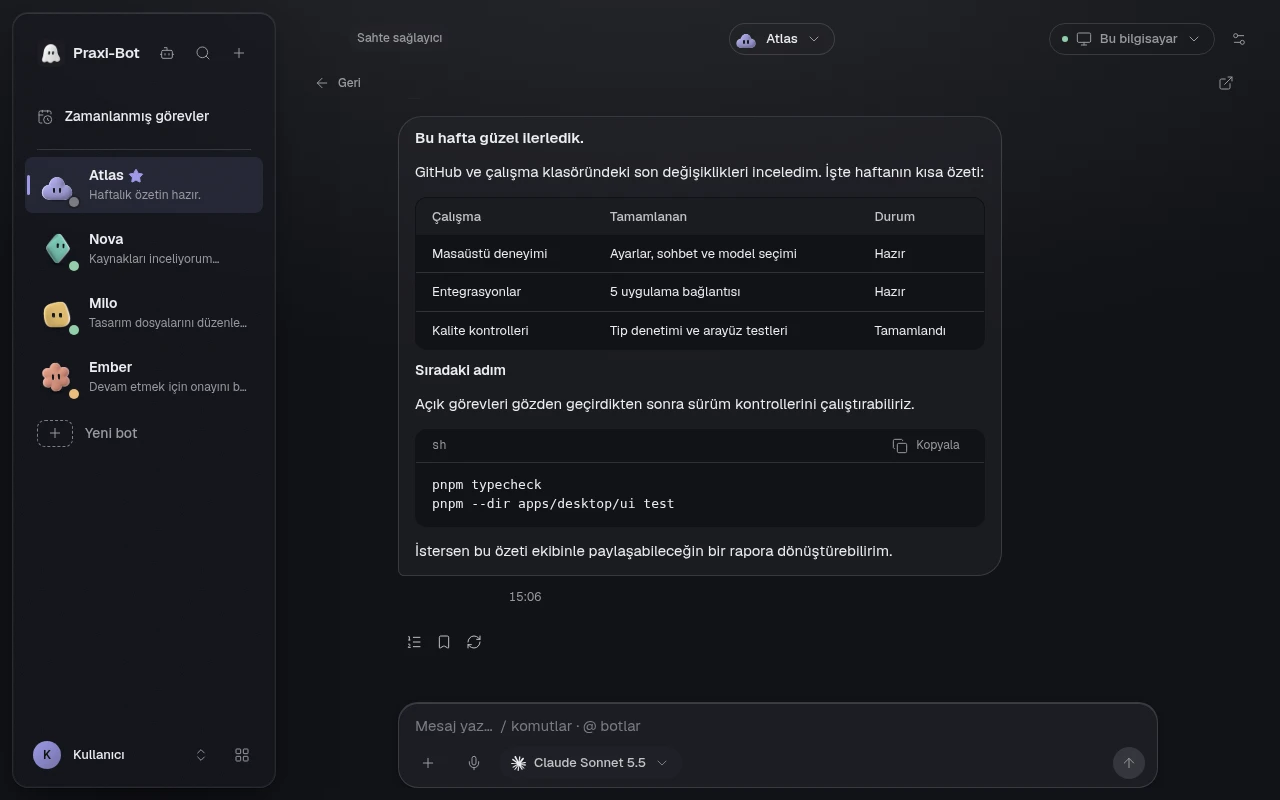 Praxi-Bot
Zamanlanmış görevler
Atlas
Haftalık özetin hazır.
Nova
Kaynakları inceliyorum…
Milo
Tasarım dosyalarını düzenle…
Ember
Devam etmek için onayını b…
Yeni bot
K Kullanıcı
Sahte sağlayıcı
Atlas
Bu bilgisayar
Geri
Bu hafta güzel ilerledik.
GitHub ve çalışma klasöründeki son değişiklikleri inceledim. İşte haftanın kısa özeti:
Çalışma Tamamlanan Durum
Masaüstü deneyimi Ayarlar, sohbet ve model seçimi Hazır
Entegrasyonlar 5 uygulama bağlantısı Hazır
Kalite kontrolleri Tip denetimi ve arayüz testleri Tamamlandı
Sıradaki adım
Açık görevleri gözden geçirdikten sonra sürüm kontrollerini çalıştırabiliriz.
sh Kopyala
pnpm typecheck
pnpm --dir apps/desktop/ui test
İstersen bu özeti ekibinle paylaşabileceğin bir rapora dönüştürebilirim.
15:06
Mesaj yaz… / komutlar · @ botlar
Claude Sonnet 5.5